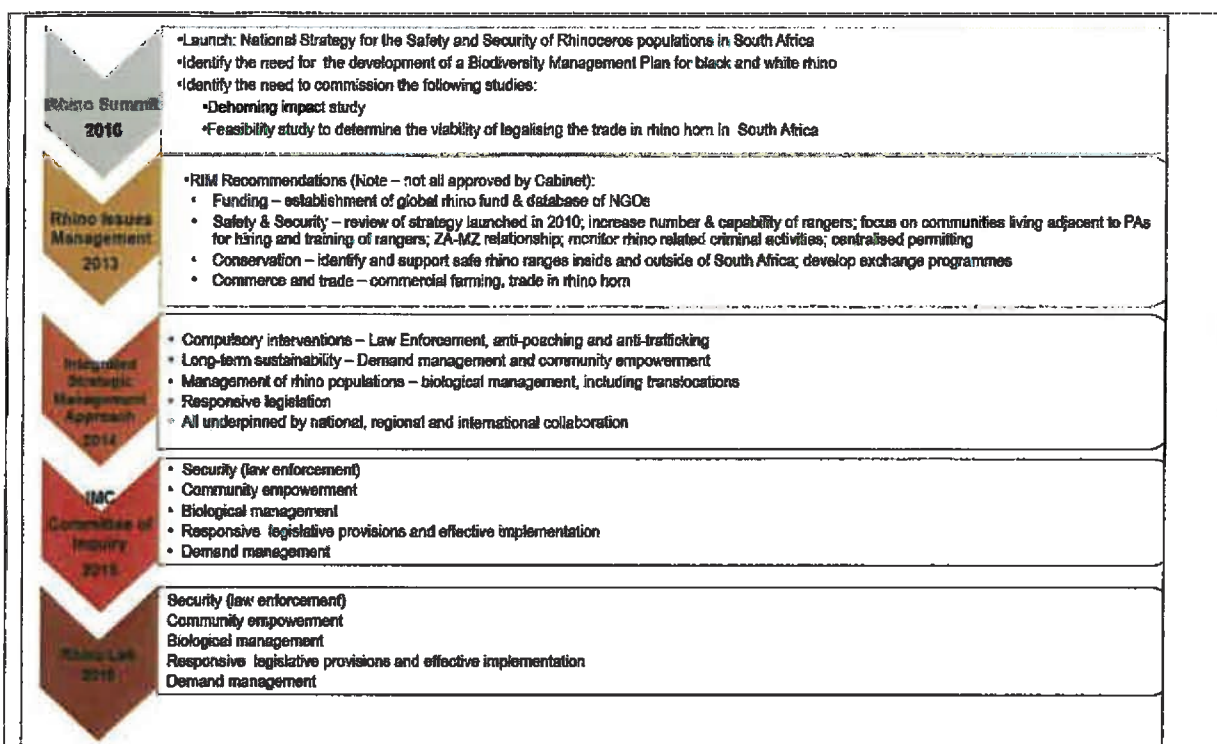 Rhino Summit
2010
•Launch: National Strategy for the Safety and Security of Rhinoceros populations in South Africa
•Identify the need for the development of a Biodiversity Management Plan for black and white rhino
•Identify the need to commission the following studies:
•Dehorning impact study
•Feasibility study to determine the viability of legalising the trade in rhino horn in South Africa
Rhino Issues
Management
2013
•RIM Recommendations (Note – not all approved by Cabinet):
• Funding – establishment of global rhino fund & database of NGOs
• Safety & Security – review of strategy launched in 2010; increase number & capability of rangers; focus on communities living adjacent to PAs
for hiring and training of rangers; ZA-MZ relationship; monitor rhino related criminal activities; centralised permitting
• Conservation – identify and support safe rhino ranges inside and outside of South Africa; develop exchange programmes
• Commerce and trade – commercial farming, trade in rhino horn
Integrated
Strategic
Management
Approach
2014
• Compulsory interventions – Law Enforcement, anti-poaching and anti-trafficking
• Long-term sustainability – Demand management and community empowerment
• Management of rhino populations – biological management, including translocations
• Responsive legislation
• All underpinned by national, regional and international collaboration
IMC
Committee of
Inquiry
• Security (law enforcement)
• Community empowerment
• Biological management
• Responsive legislative provisions and effective implementation
• Demand management
Rhino Lab
Security (law enforcement)
Community empowerment
Biological management
Responsive legislative provisions and effective implementation
Demand management